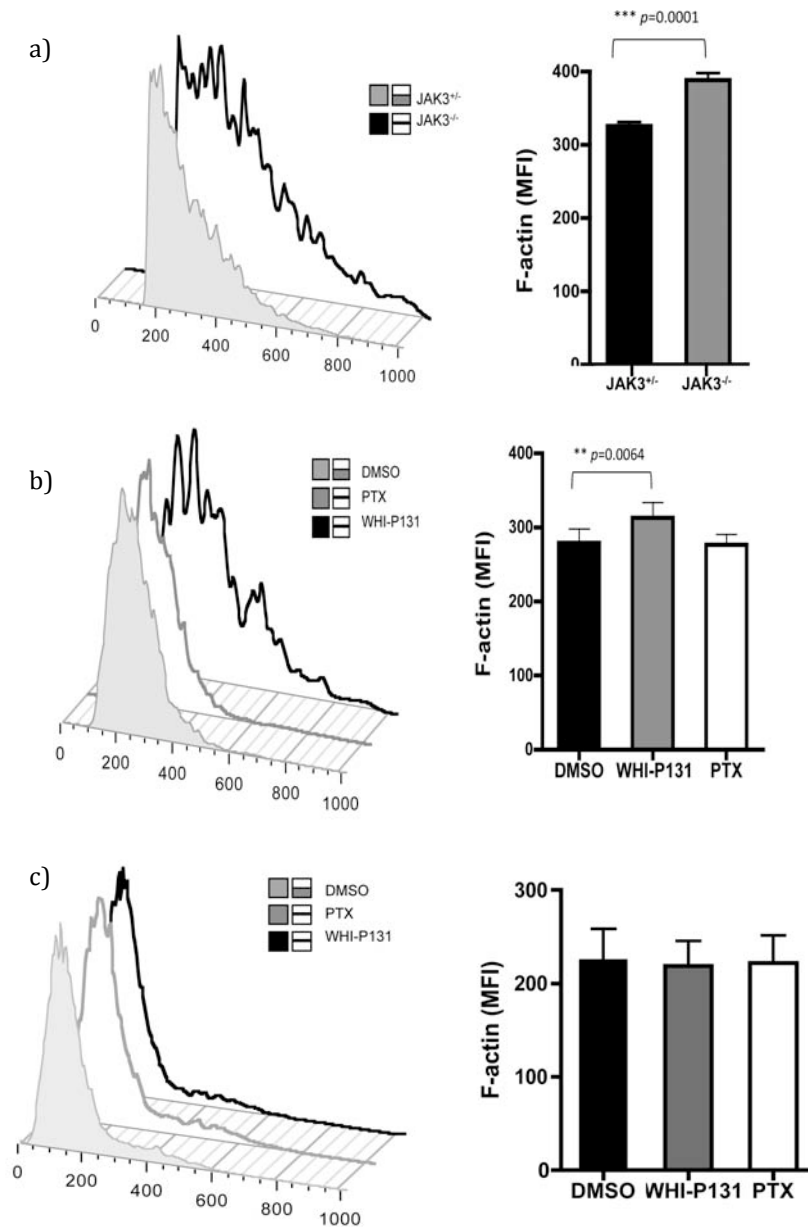 a)
JAK3+/-
JAK3-/-
0
200
400
600
800
1000
*** p=0.0001
F-actin (MFI)
400
300
200
100
0
JAK3+/- JAK3-/-
b)
DMSO
PTX
WHI-P131
0
200
400
600
800
1000
** p=0.0064
F-actin (MFI)
400
300
200
100
0
DMSO WHI-P131 PTX
c)
DMSO
PTX
WHI-P131
0
200
400
600
800
1000
F-actin (MFI)
300
200
100
0
DMSO WHI-P131 PTX